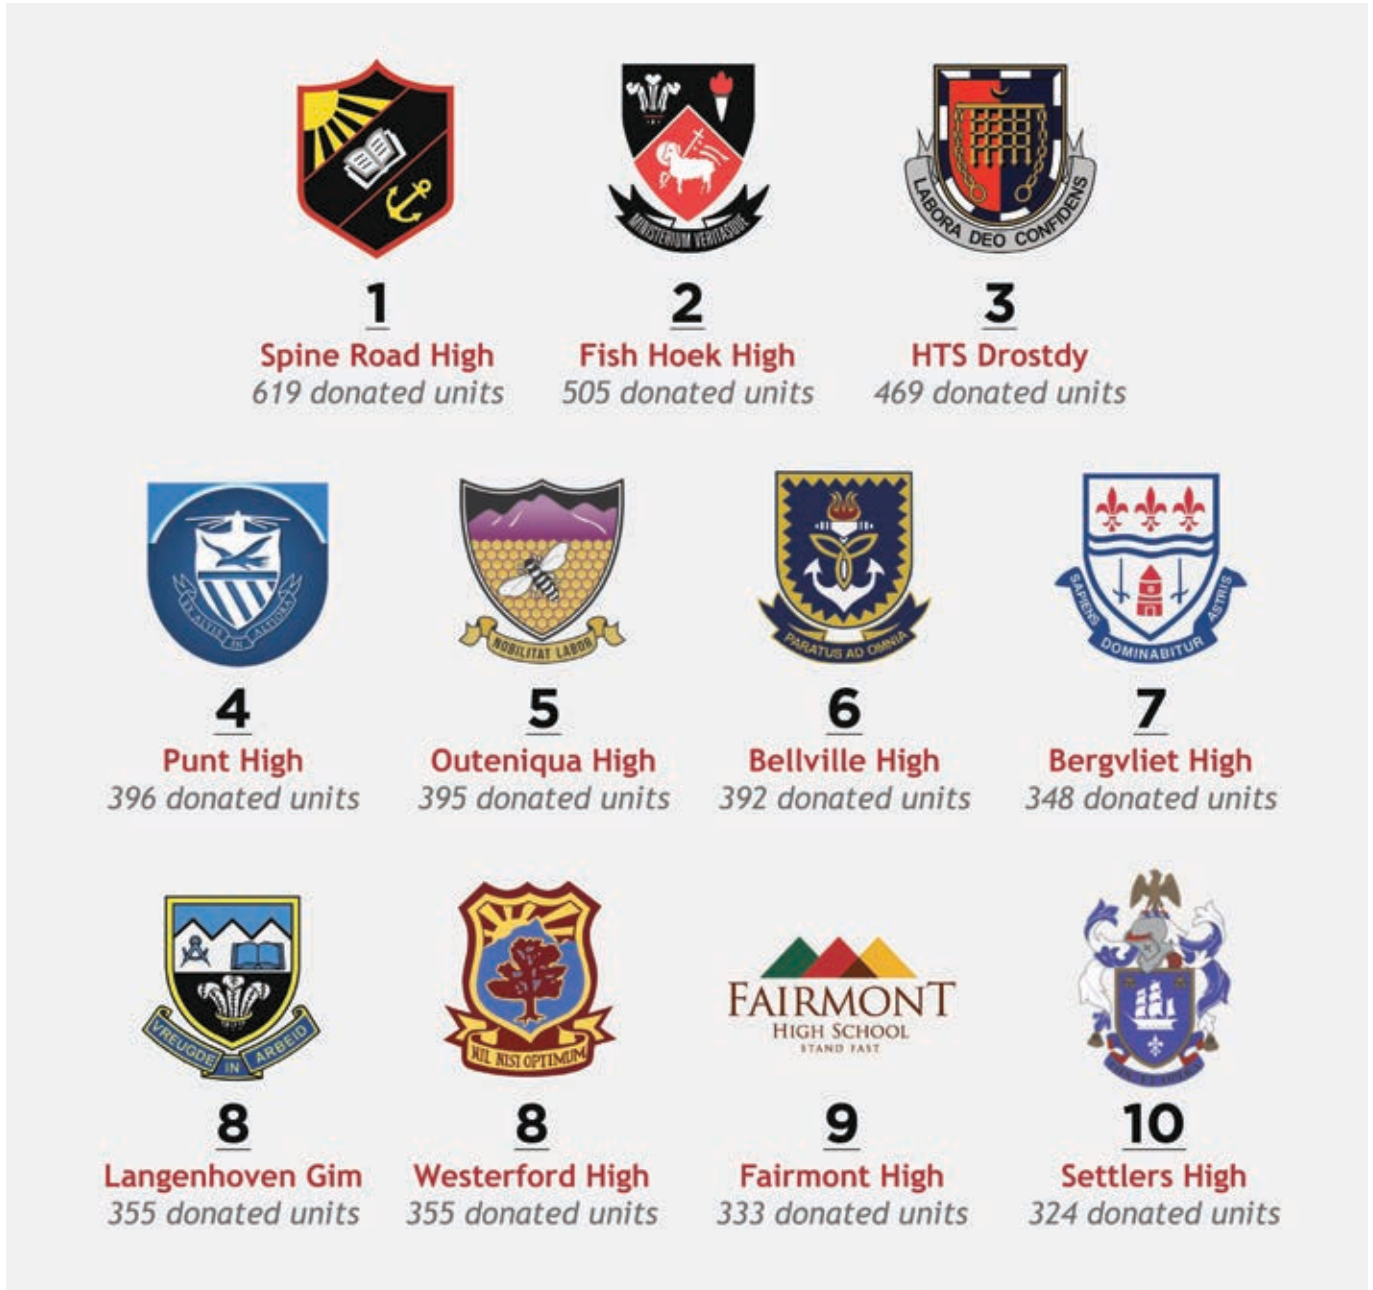 MINISTERIUM VERITASQUE
LABORA DEO CONFIDENS
1
2
3
Spine Road High
Fish Hoek High
HTS Drostdy
619 donated units
505 donated units
469 donated units
EX ALTIS IN ALTIORA
NOBILITAT LABOR
PARATUS AD OMNIA
SAPIENS DOMINABITUR ASTRIS
4
5
6
7
Punt High
Outeniqua High
Bellville High
Bergvliet High
396 donated units
395 donated units
392 donated units
348 donated units
VREUGDE IN ARBEID
NIL NISI OPTIMUM
FAIRMONT
HIGH SCHOOL
STAND FAST
8
8
9
10
Langenhoven Gim
Westerford High
Fairmont High
Settlers High
355 donated units
355 donated units
333 donated units
324 donated units